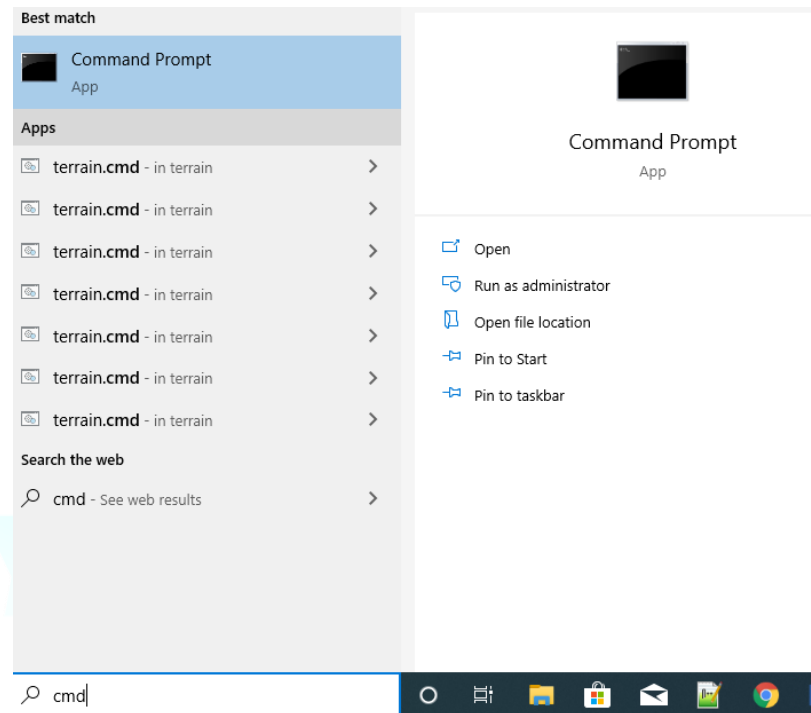 Best match
Command Prompt
App
Apps
terrain.cmd - in terrain
terrain.cmd - in terrain
terrain.cmd - in terrain
terrain.cmd - in terrain
terrain.cmd - in terrain
terrain.cmd - in terrain
terrain.cmd - in terrain
Search the web
cmd - See web results
cmd
Command Prompt
App
Open
Run as administrator
Open file location
Pin to Start
Pin to taskbar